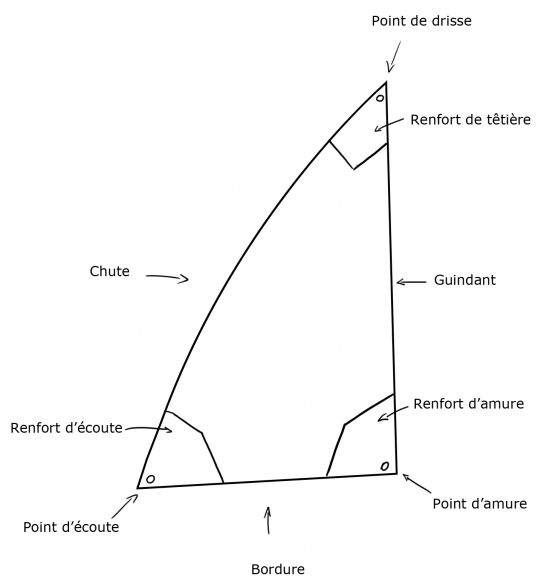 Point de drisse
Renfort de têtière
Chute
Guindant
Renfort d’amure
Renfort d’écoute
Point d’amure
Point d’écoute
Bordure